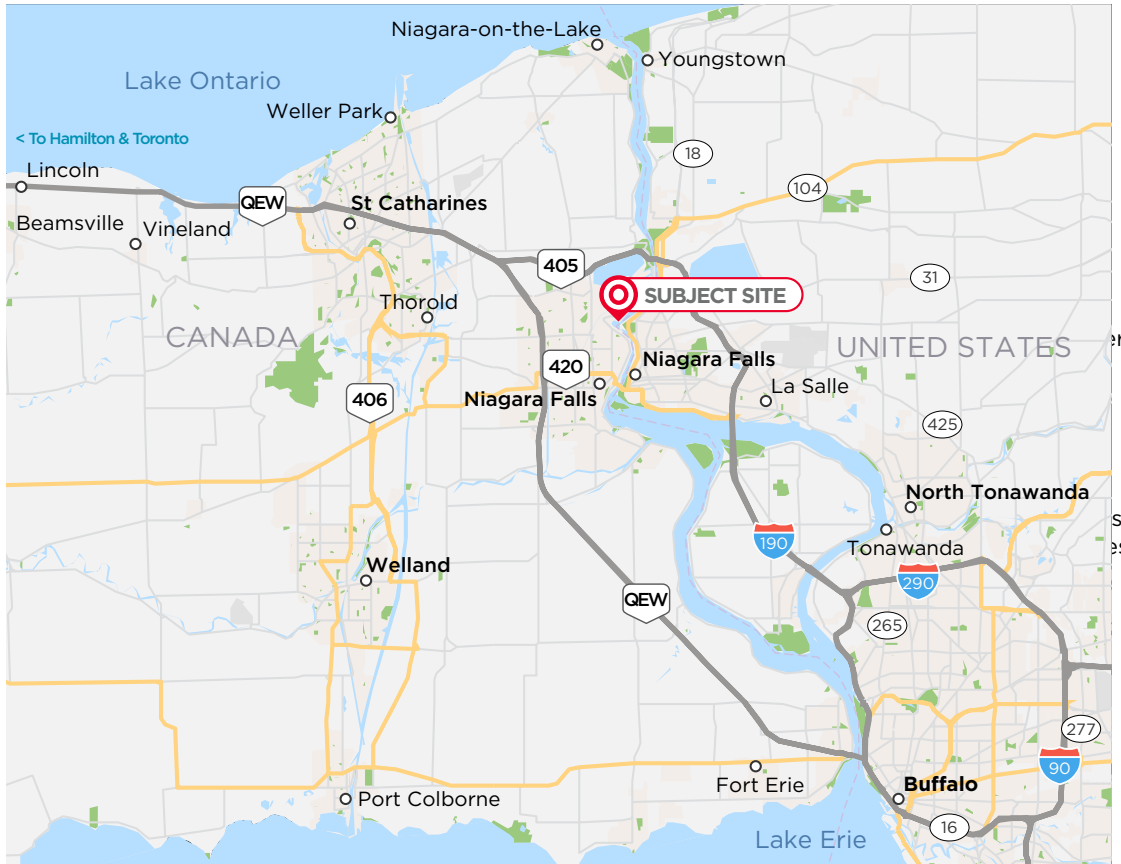 Niagara-on-the-Lake
Youngstown
Lake Ontario
Weller Park
< To Hamilton & Toronto
18
Lincoln
104
QEW
St Catharines
Beamsville
Vineland
405
31
SUBJECT SITE
Thorold
CANADA
er
UNITED STATES
420
Niagara Falls
La Salle
406
Niagara Falls
425
North Tonawanda
s
190
Tonawanda
es
Welland
290
QEW
265
277
90
Fort Erie
Buffalo
Port Colborne
16
Lake Erie